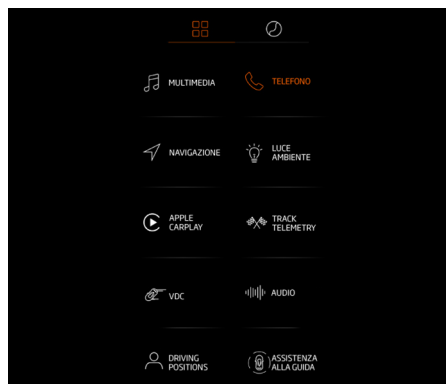 MULTIMEDIA
TELEFONO
NAVIGAZIONE
LUCE
AMBIENTE
APPLE
CARPLAY
TRACK
TELEMETRY
VDC
AUDIO
DRIVING
POSITIONS
ASSISTENZA
ALLA GUIDA